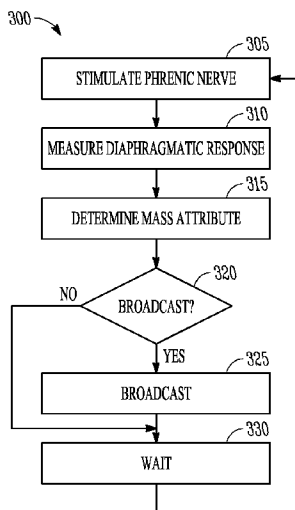 300
305
STIMULATE PHRENIC NERVE
310
MEASURE DIAPHRAGMATIC RESPONSE
315
DETERMINE MASS ATTRIBUTE
320
NO
BROADCAST?
YES
325
BROADCAST
330
WAIT